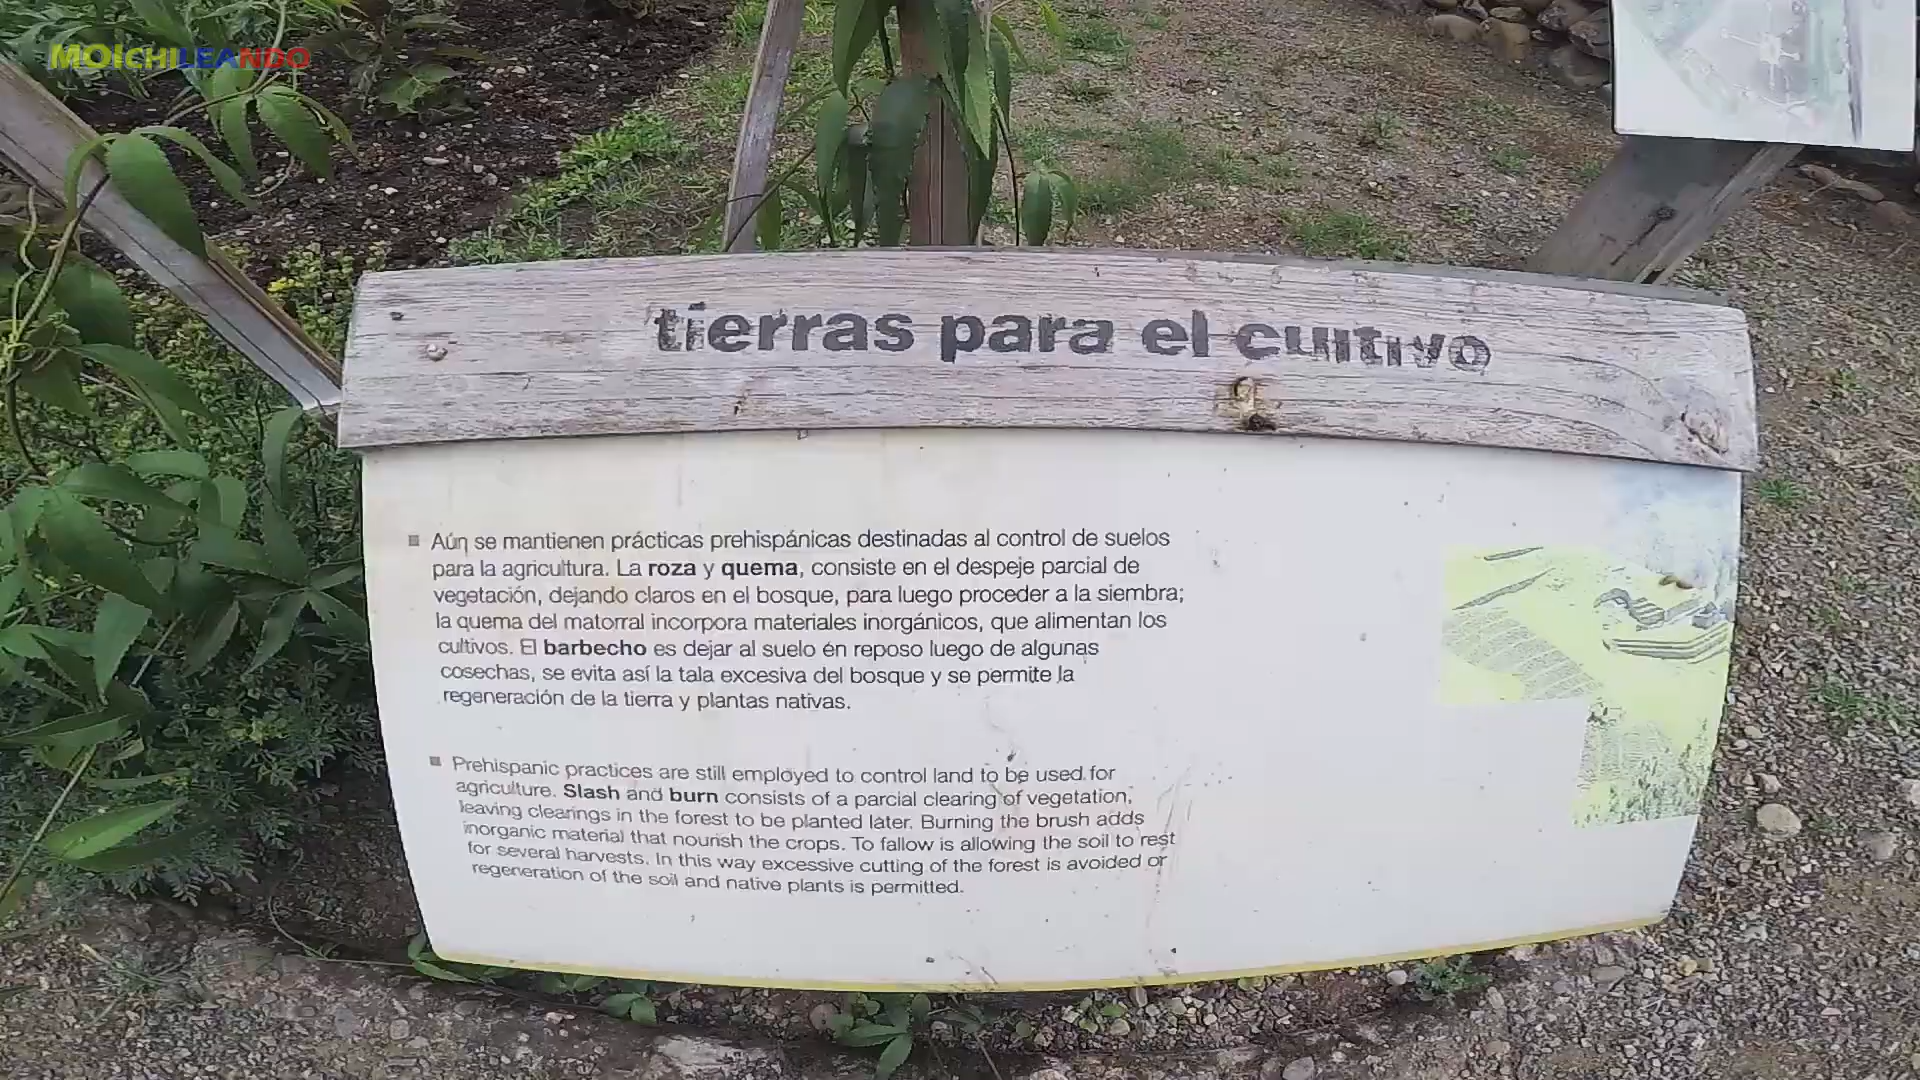 MOICHILEANDO
tierras para el cultivo
Aún se mantienen prácticas prehispánicas destinadas al control de suelos
para la agricultura. La roza y quema, consiste en el despeje parcial de
vegetación, dejando claros en el bosque, para luego proceder a la siembra;
la quema del matorral incorpora materiales inorgánicos, que alimentan los
cultivos. El barbecho es dejar al suelo en reposo luego de algunas
cosechas, se evita así la tala excesiva del bosque y se permite la
regeneración de la tierra y plantas nativas.
Prehispanic practices are still employed to control land to be used for
agriculture. Slash and burn consists of a parcial clearing of vegetation,
leaving clearings in the forest to be planted later. Burning the brush adds
inorganic material that nourish the crops. To fallow is allowing the soil to rest
for several harvests. In this way excessive cutting of the forest is avoided or
regeneration of the soil and native plants is permitted.